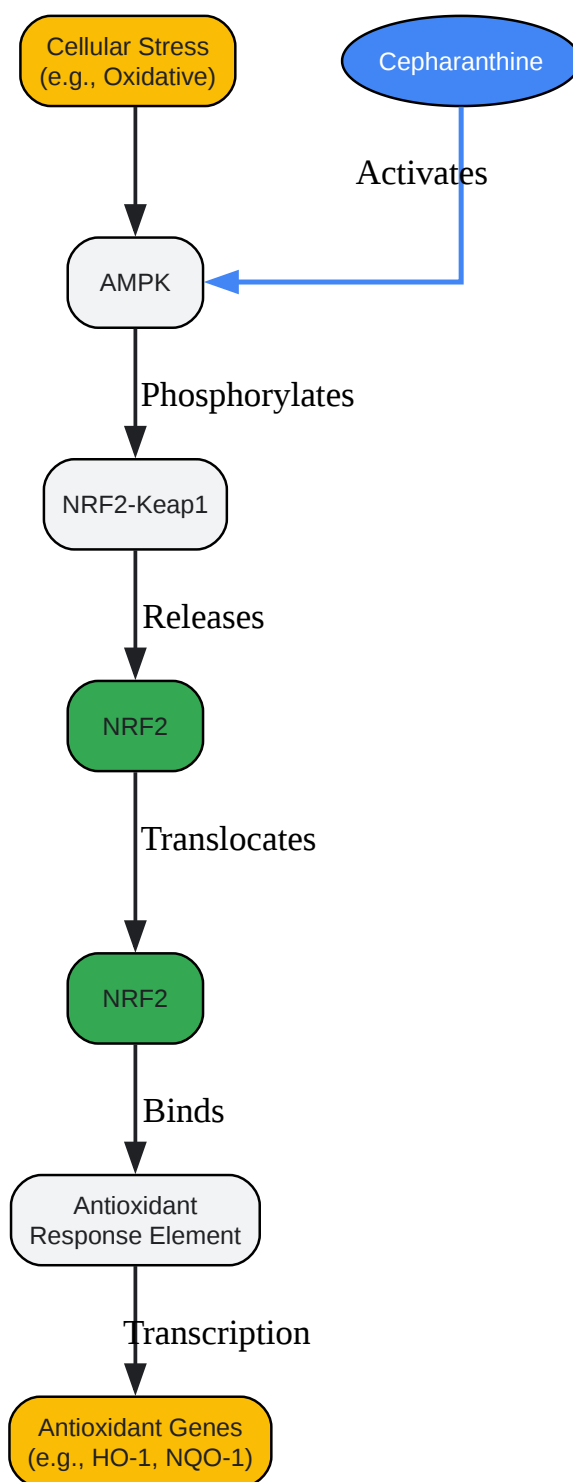 Cellular Stress
(e.g., Oxidative)
Cepharanthine
Activates
AMPK
Phosphorylates
NRF2-Keap1
Releases
NRF2
Translocates
NRF2
Binds
Antioxidant
Response Element
Transcription
Antioxidant Genes
(e.g., HO-1, NQO-1)